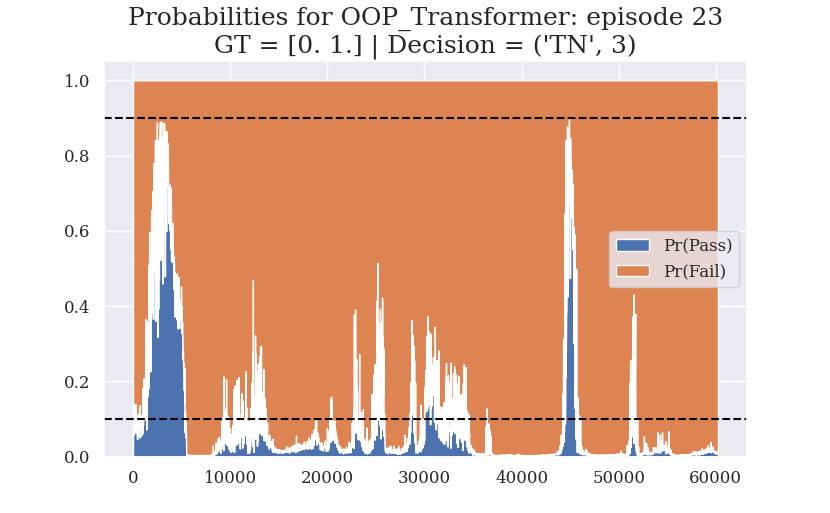 Probabilities for OOP_Transformer: episode 23
GT = [0. 1.] | Decision = ('TN', 3)
1.0
0.8
0.6
0.4
0.2
0.0
Pr(Pass)
Pr(Fail)
0 10000 20000 30000 40000 50000 60000